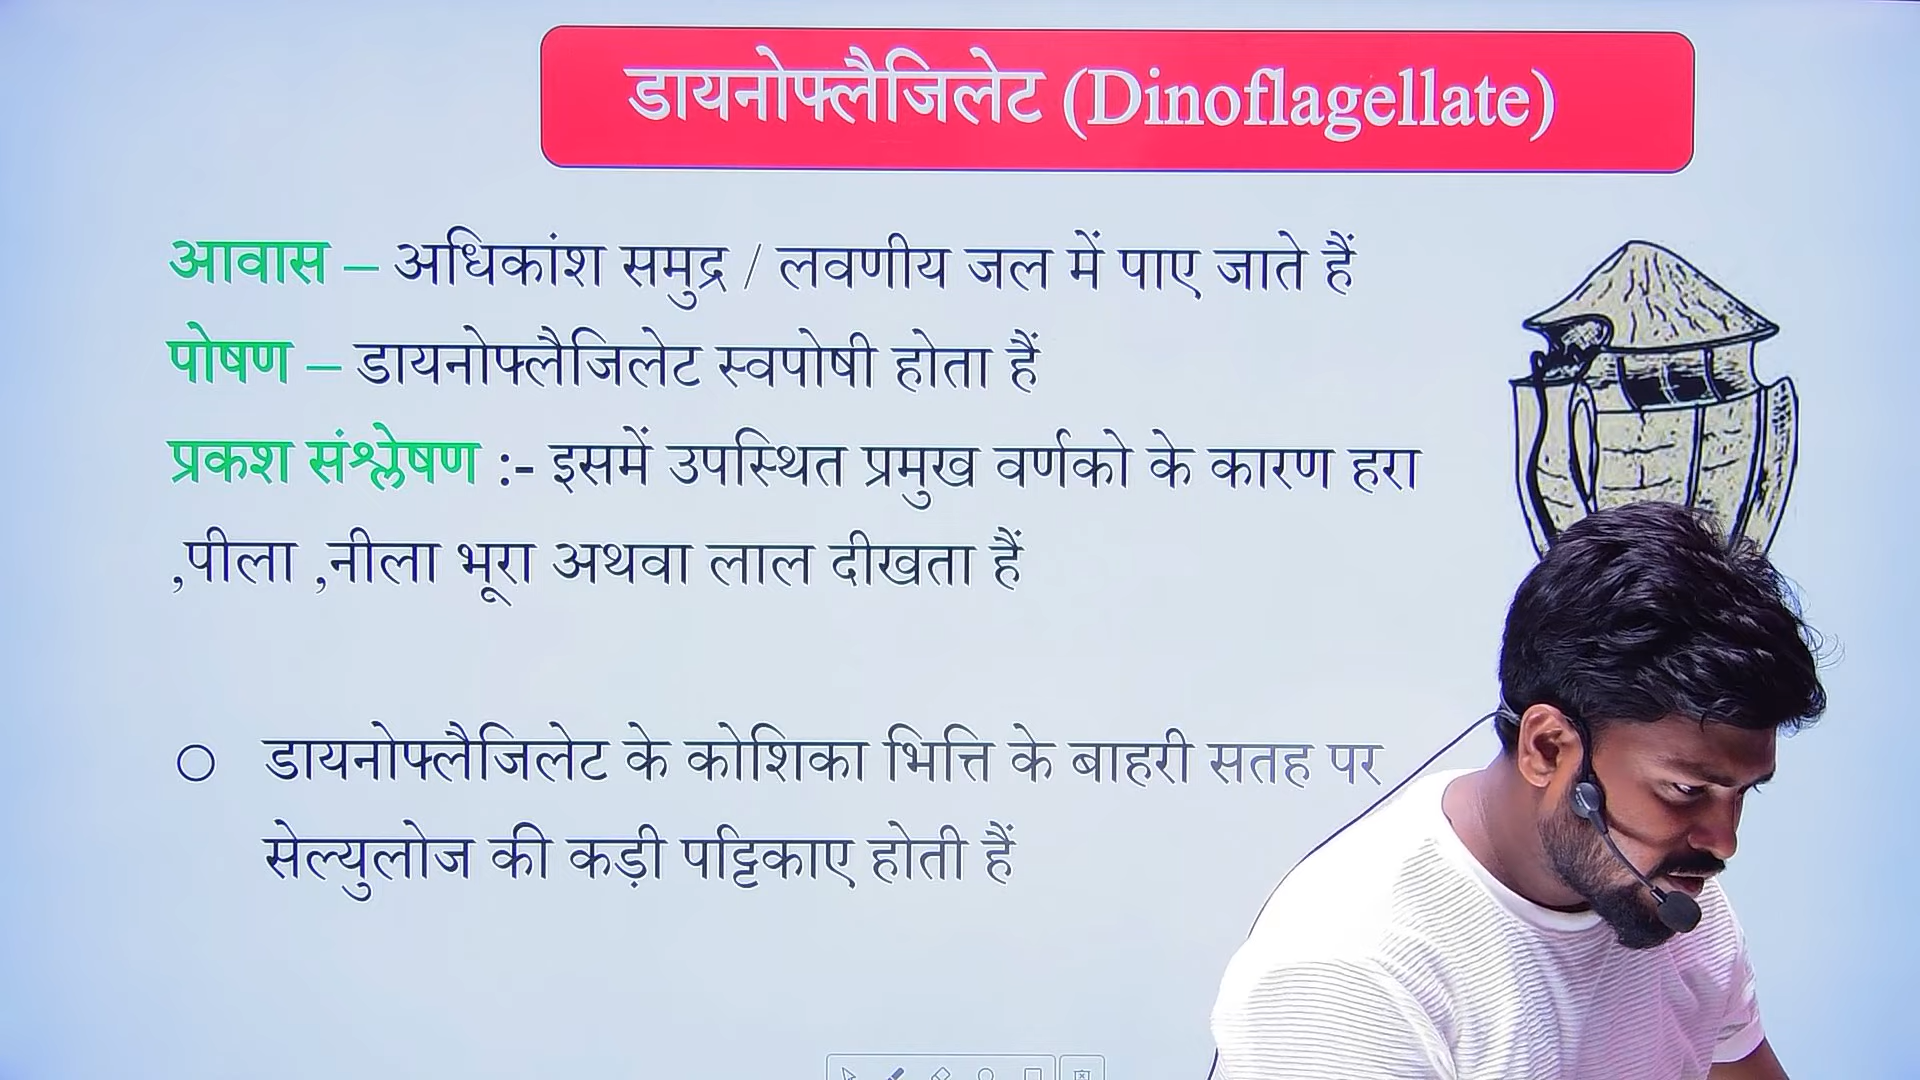 डायनोफ्लैजिलेट (Dinoflagellate)
आवास – अधिकांश समुद्र / लवणीय जल में पाए जाते हैं
पोषण – डायनोफ्लैजिलेट स्वपोषी होता हैं
प्रकश संश्लेषण :- इसमें उपस्थित प्रमुख वर्णको के कारण हरा
,पीला ,नीला भूरा अथवा लाल दीखता हैं
○ डायनोफ्लैजिलेट के कोशिका भित्ति के बाहरी सतह पर
सेल्युलोज की कड़ी पट्टिकाए होती हैं